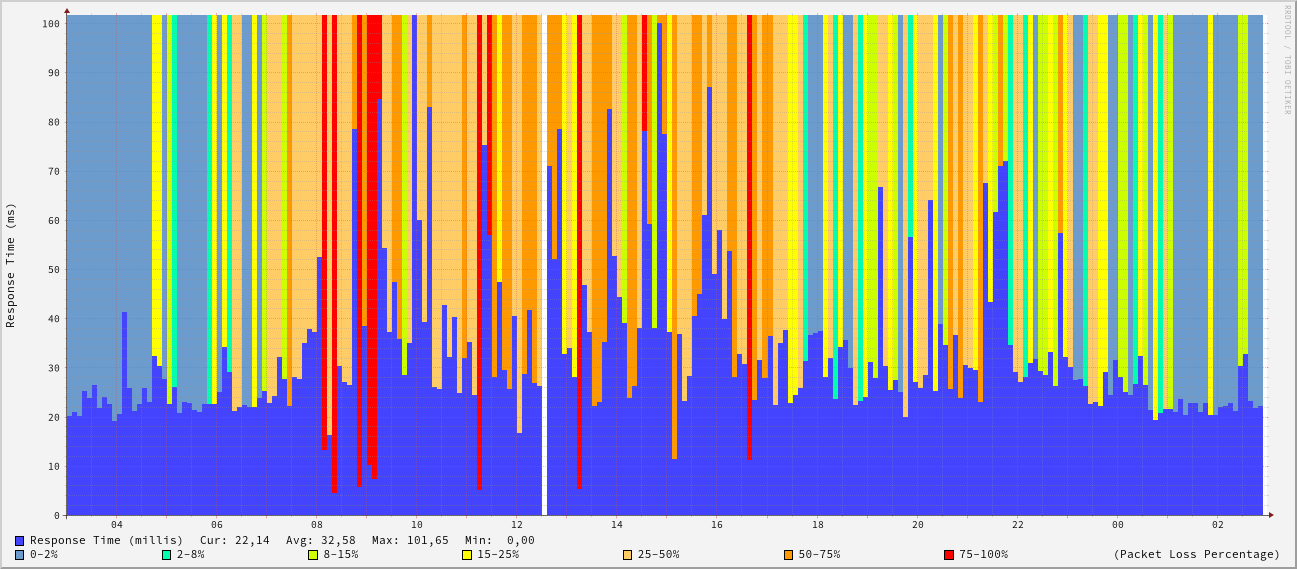 RRDTOOL / TOBI OETIKER
Response Time (ms)
100
90
80
70
60
50
40
30
20
10
0
04 06 08 10 12 14 16 18 20 22 00 02
Response Time (millis) Cur: 22,14 Avg: 32,58 Max: 101,65 Min: 0,00
0-2% 2-8% 8-15% 15-25% 25-50% 50-75% 75-100% (Packet Loss Percentage)